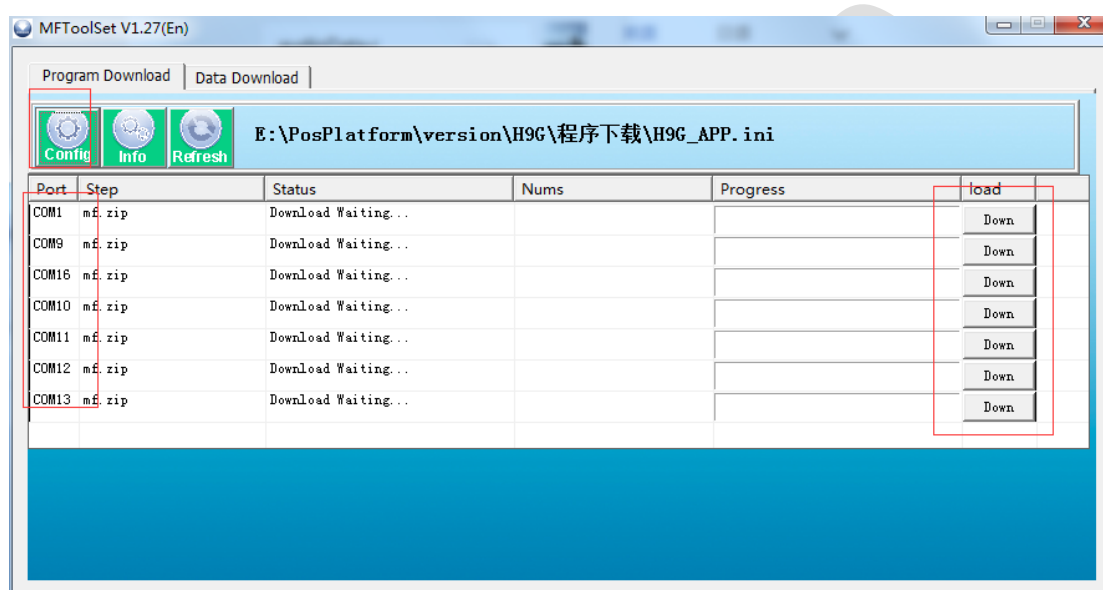 MFToolSet V1.27(En)
Program Download Data Download
Config Info Refresh E:\PosPlatform\version\H9G\程序下载\H9G_APP.ini
Port Step Status Nums Progress load
COM1 mf.zip Download Waiting... Down
COM9 mf.zip Download Waiting... Down
COM16 mf.zip Download Waiting... Down
COM10 mf.zip Download Waiting... Down
COM11 mf.zip Download Waiting... Down
COM12 mf.zip Download Waiting... Down
COM13 mf.zip Download Waiting... Down